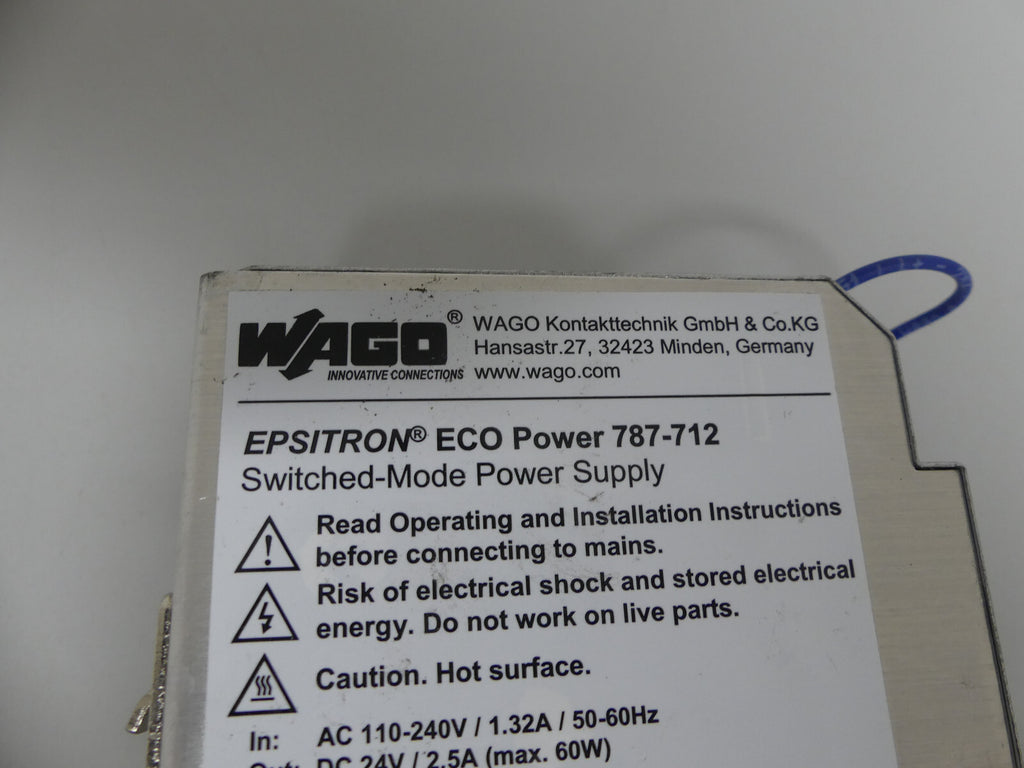 WAGO®
INNOVATIVE CONNECTIONS
WAGO Kontakttechnik GmbH & Co.KG
Hansastr.27, 32423 Minden, Germany
www.wago.com
EPSITRON® ECO Power 787-712
Switched-Mode Power Supply
Read Operating and Installation Instructions
before connecting to mains.
Risk of electrical shock and stored electrical
energy. Do not work on live parts.
Caution. Hot surface.
In: AC 110-240V / 1.32A / 50-60Hz
Out: DC 24V / 2.5A (max. 60W)